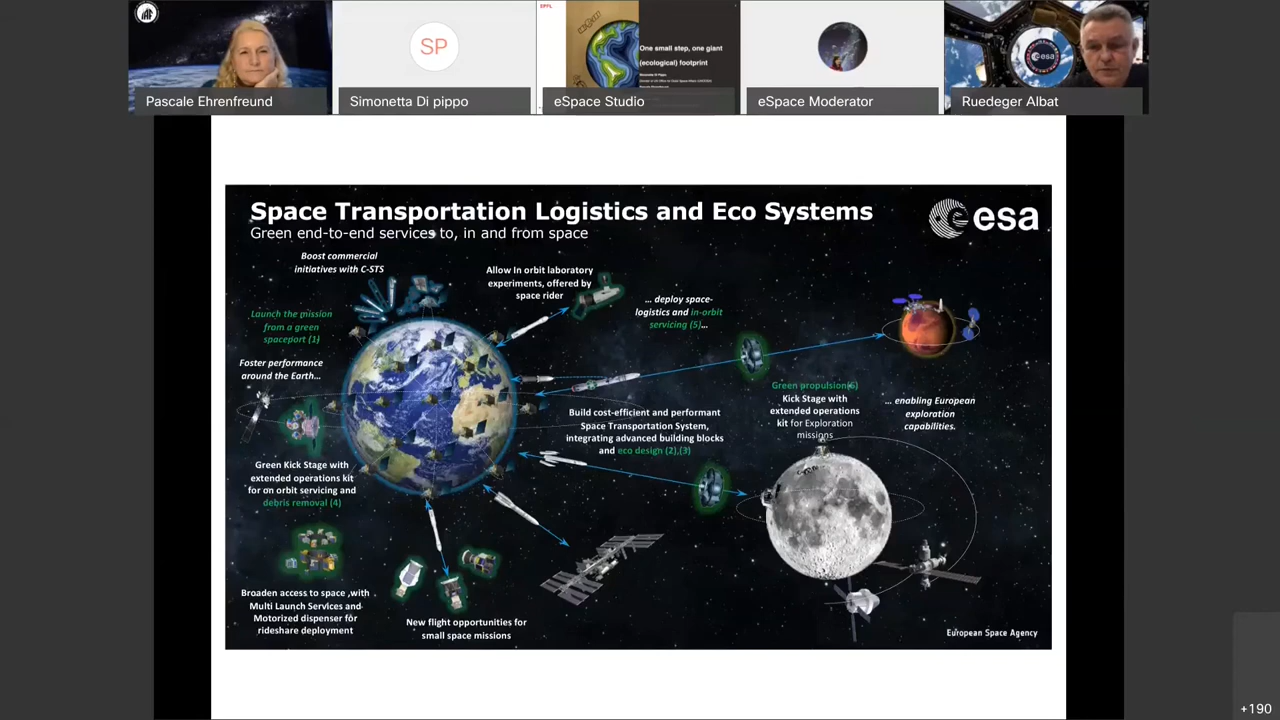 IAF
Pascale Ehrenfreund
SP
Simonetta Di pippo
EPFL
One small step, one giant
(ecological) footprint
Simonetta Di Pippo
eSpace Studio
eSpace Moderator
esa
Ruedeger Albat
Space Transportation Logistics and Eco Systems
Green end-to-end services to, in and from space
esa
Boost commercial
initiatives with C-STS
Allow In orbit laboratory
experiments, offered by
space rider
... deploy space-
logistics and in-orbit
servicing (5)...
Launch the mission
from a green
spaceport (1)
Foster performance
around the Earth...
Green propulsion(6)
Kick Stage with
extended operations
kit for Exploration
missions
... enabling European
exploration
capabilities.
Build cost-efficient and performant
Space Transportation System,
integrating advanced building blocks
and eco design (2),(3)
Green Kick Stage with
extended operations kit
for on orbit servicing and
debris removal (4)
Broaden access to space ,with
Multi Launch Services and
Motorized dispenser for
rideshare deployment
New flight opportunities for
small space missions
European Space Agency
+190